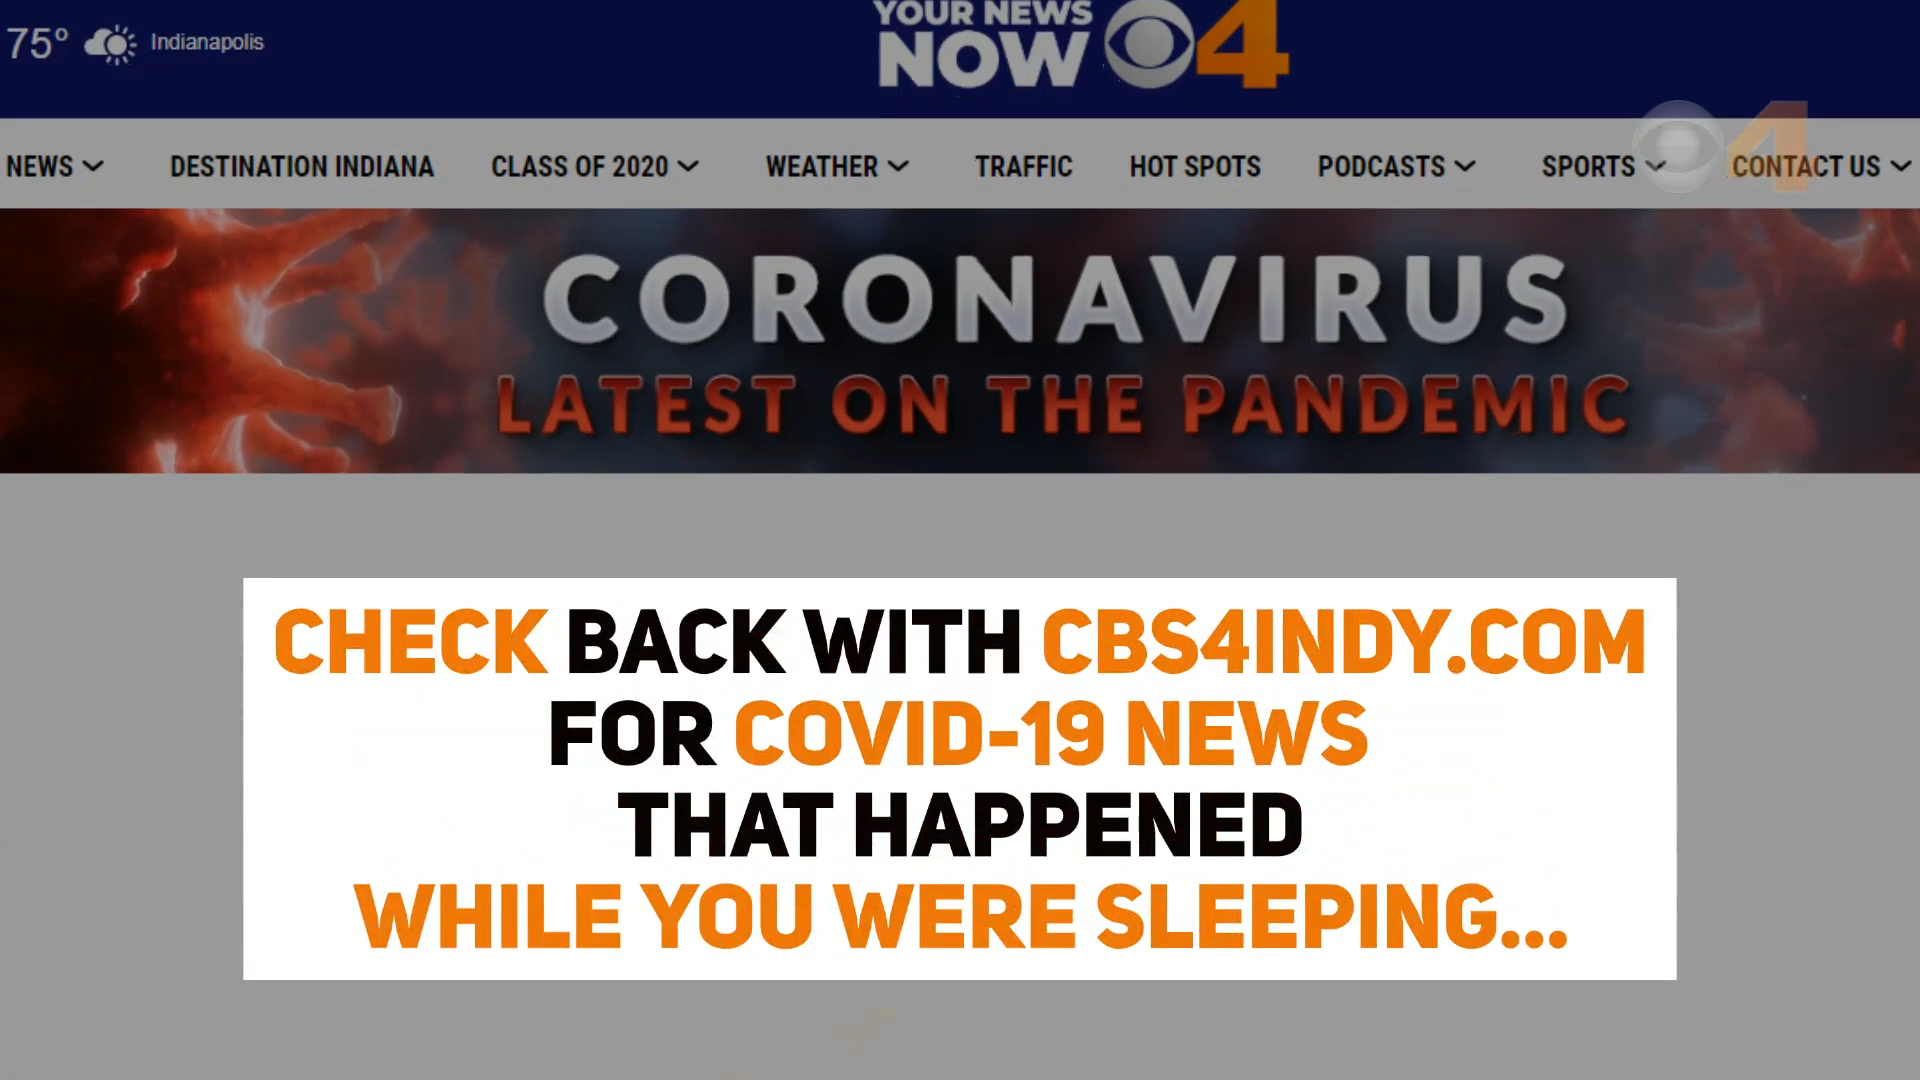 YOUR NEWS
75° Indianapolis
NOW 4
4
NEWS DESTINATION INDIANA CLASS OF 2020 WEATHER TRAFFIC HOT SPOTS PODCASTS SPORTS CONTACT US
CORONAVIRUS
LATEST ON THE PANDEMIC
CHECK BACK WITH CBS4INDY.COM
FOR COVID-19 NEWS
THAT HAPPENED
WHILE YOU WERE SLEEPING...